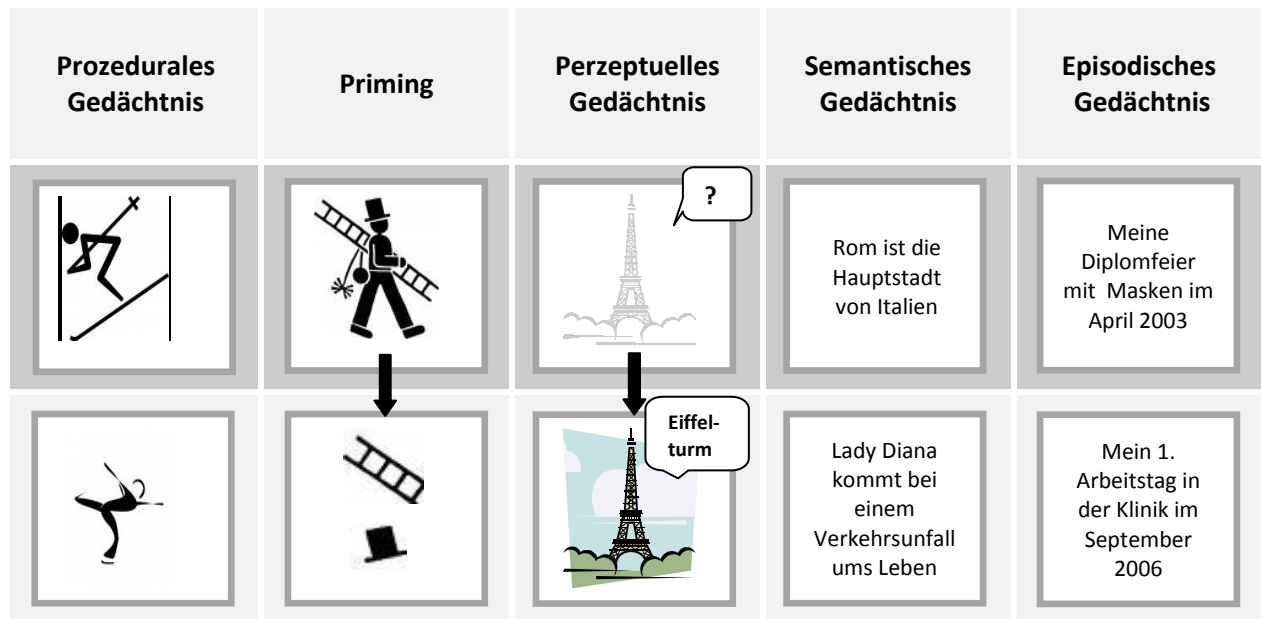 Prozedurales
Gedächtnis
Priming
Perzeptuelles
Gedächtnis
Semantisches
Gedächtnis
Episodisches
Gedächtnis
?
Rom ist die
Hauptstadt
von Italien
Meine
Diplomfeier
mit Masken im
April 2003
Eiffel-
turm
Lady Diana
kommt bei
einem
Verkehrsunfall
ums Leben
Mein 1.
Arbeitstag in
der Klinik im
September
2006